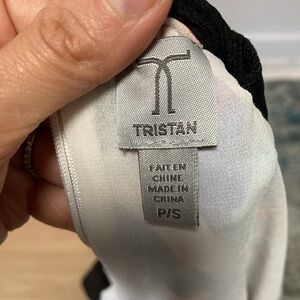 TRISTAN
FAIT EN
CHINE
MADE IN
CHINA
P/S